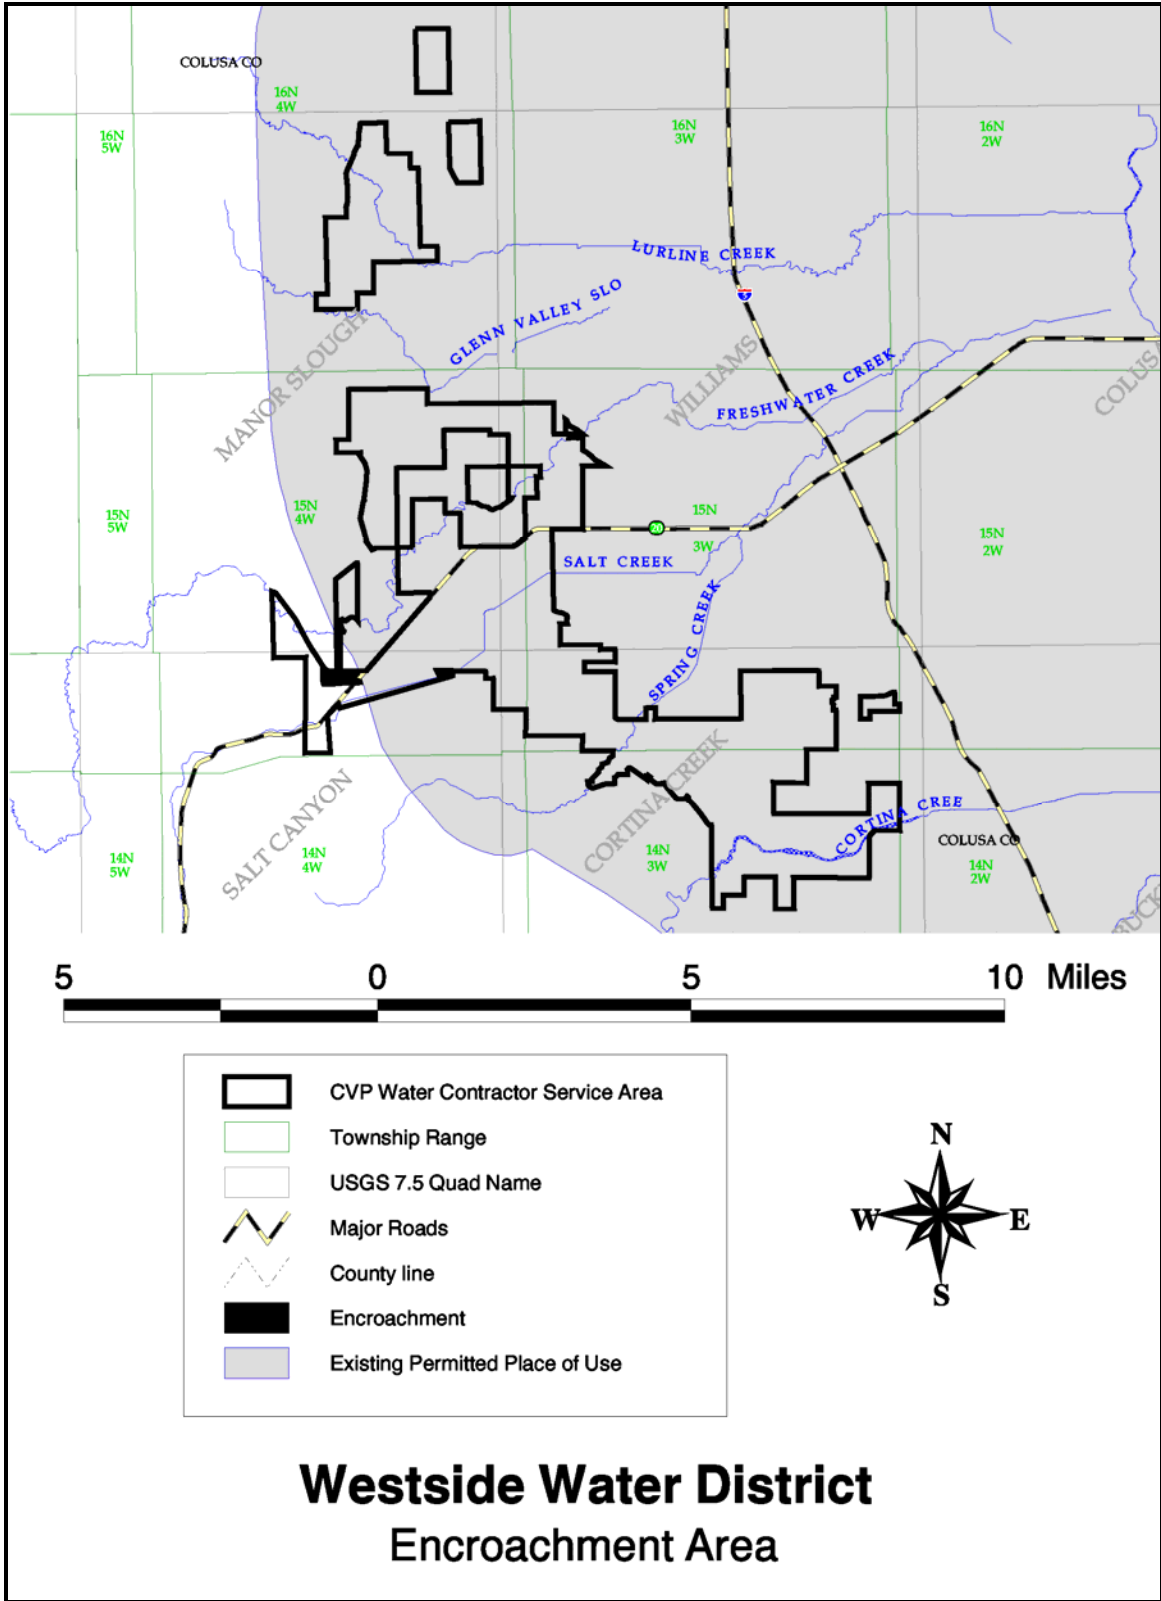 COLUSA CO
16N
4W
16N
5W
16N
3W
16N
2W
LURLINE CREEK
5
GLENN VALLEY SLO
MANOR SLOUGH
WILLIAMS
FRESHWATER CREEK
COLUS
15N
5W
15N
4W
15N
3W
20
15N
2W
SALT CREEK
SPRING CREEK
SALT CANYON
CORTINA CREEK
CORTINA CREE
COLUSA CO
14N
5W
14N
4W
14N
3W
14N
2W
BUCK
5 0 5 10 Miles
CVP Water Contractor Service Area
Township Range
USGS 7.5 Quad Name
Major Roads
County line
Encroachment
Existing Permitted Place of Use
N
W E
S
Westside Water District
Encroachment Area